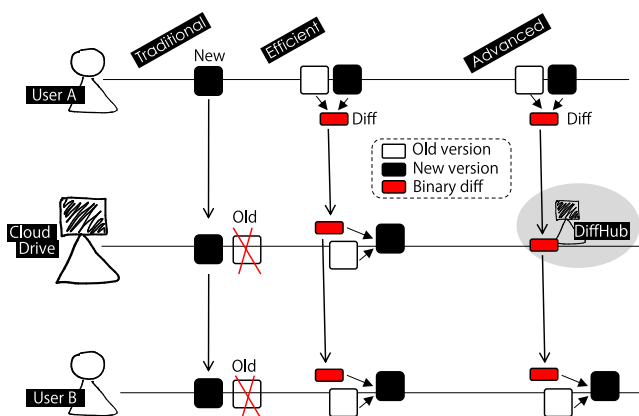 Traditional
Efficient
Advanced
New
User A
Diff
Diff
Old version
New version
Binary diff
Cloud
Drive
Old
DiffHub
Old
User B